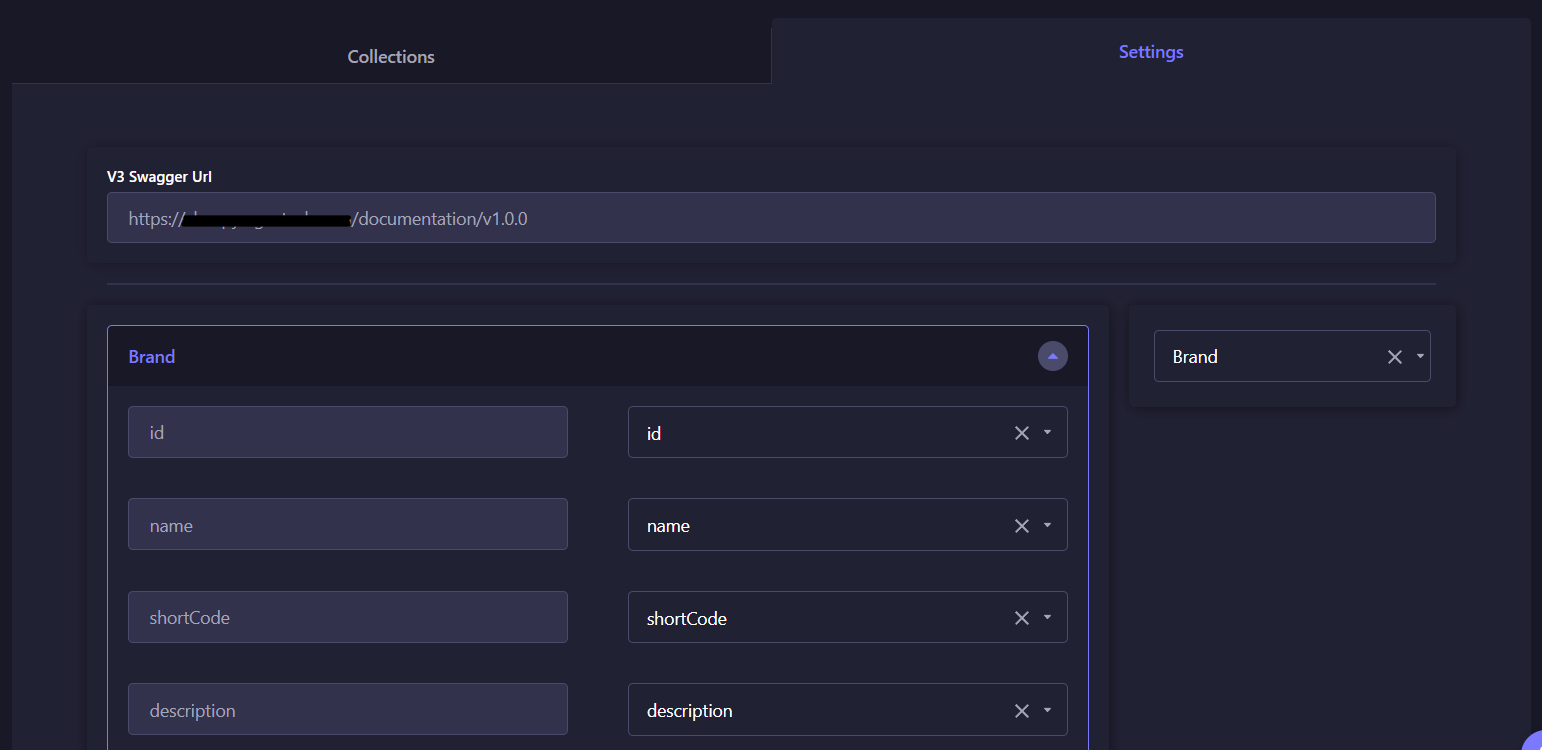 Collections
Settings
V3 Swagger Url
https:// /documentation/v1.0.0
Brand
Brand
id
id
name
name
shortCode
shortCode
description
description